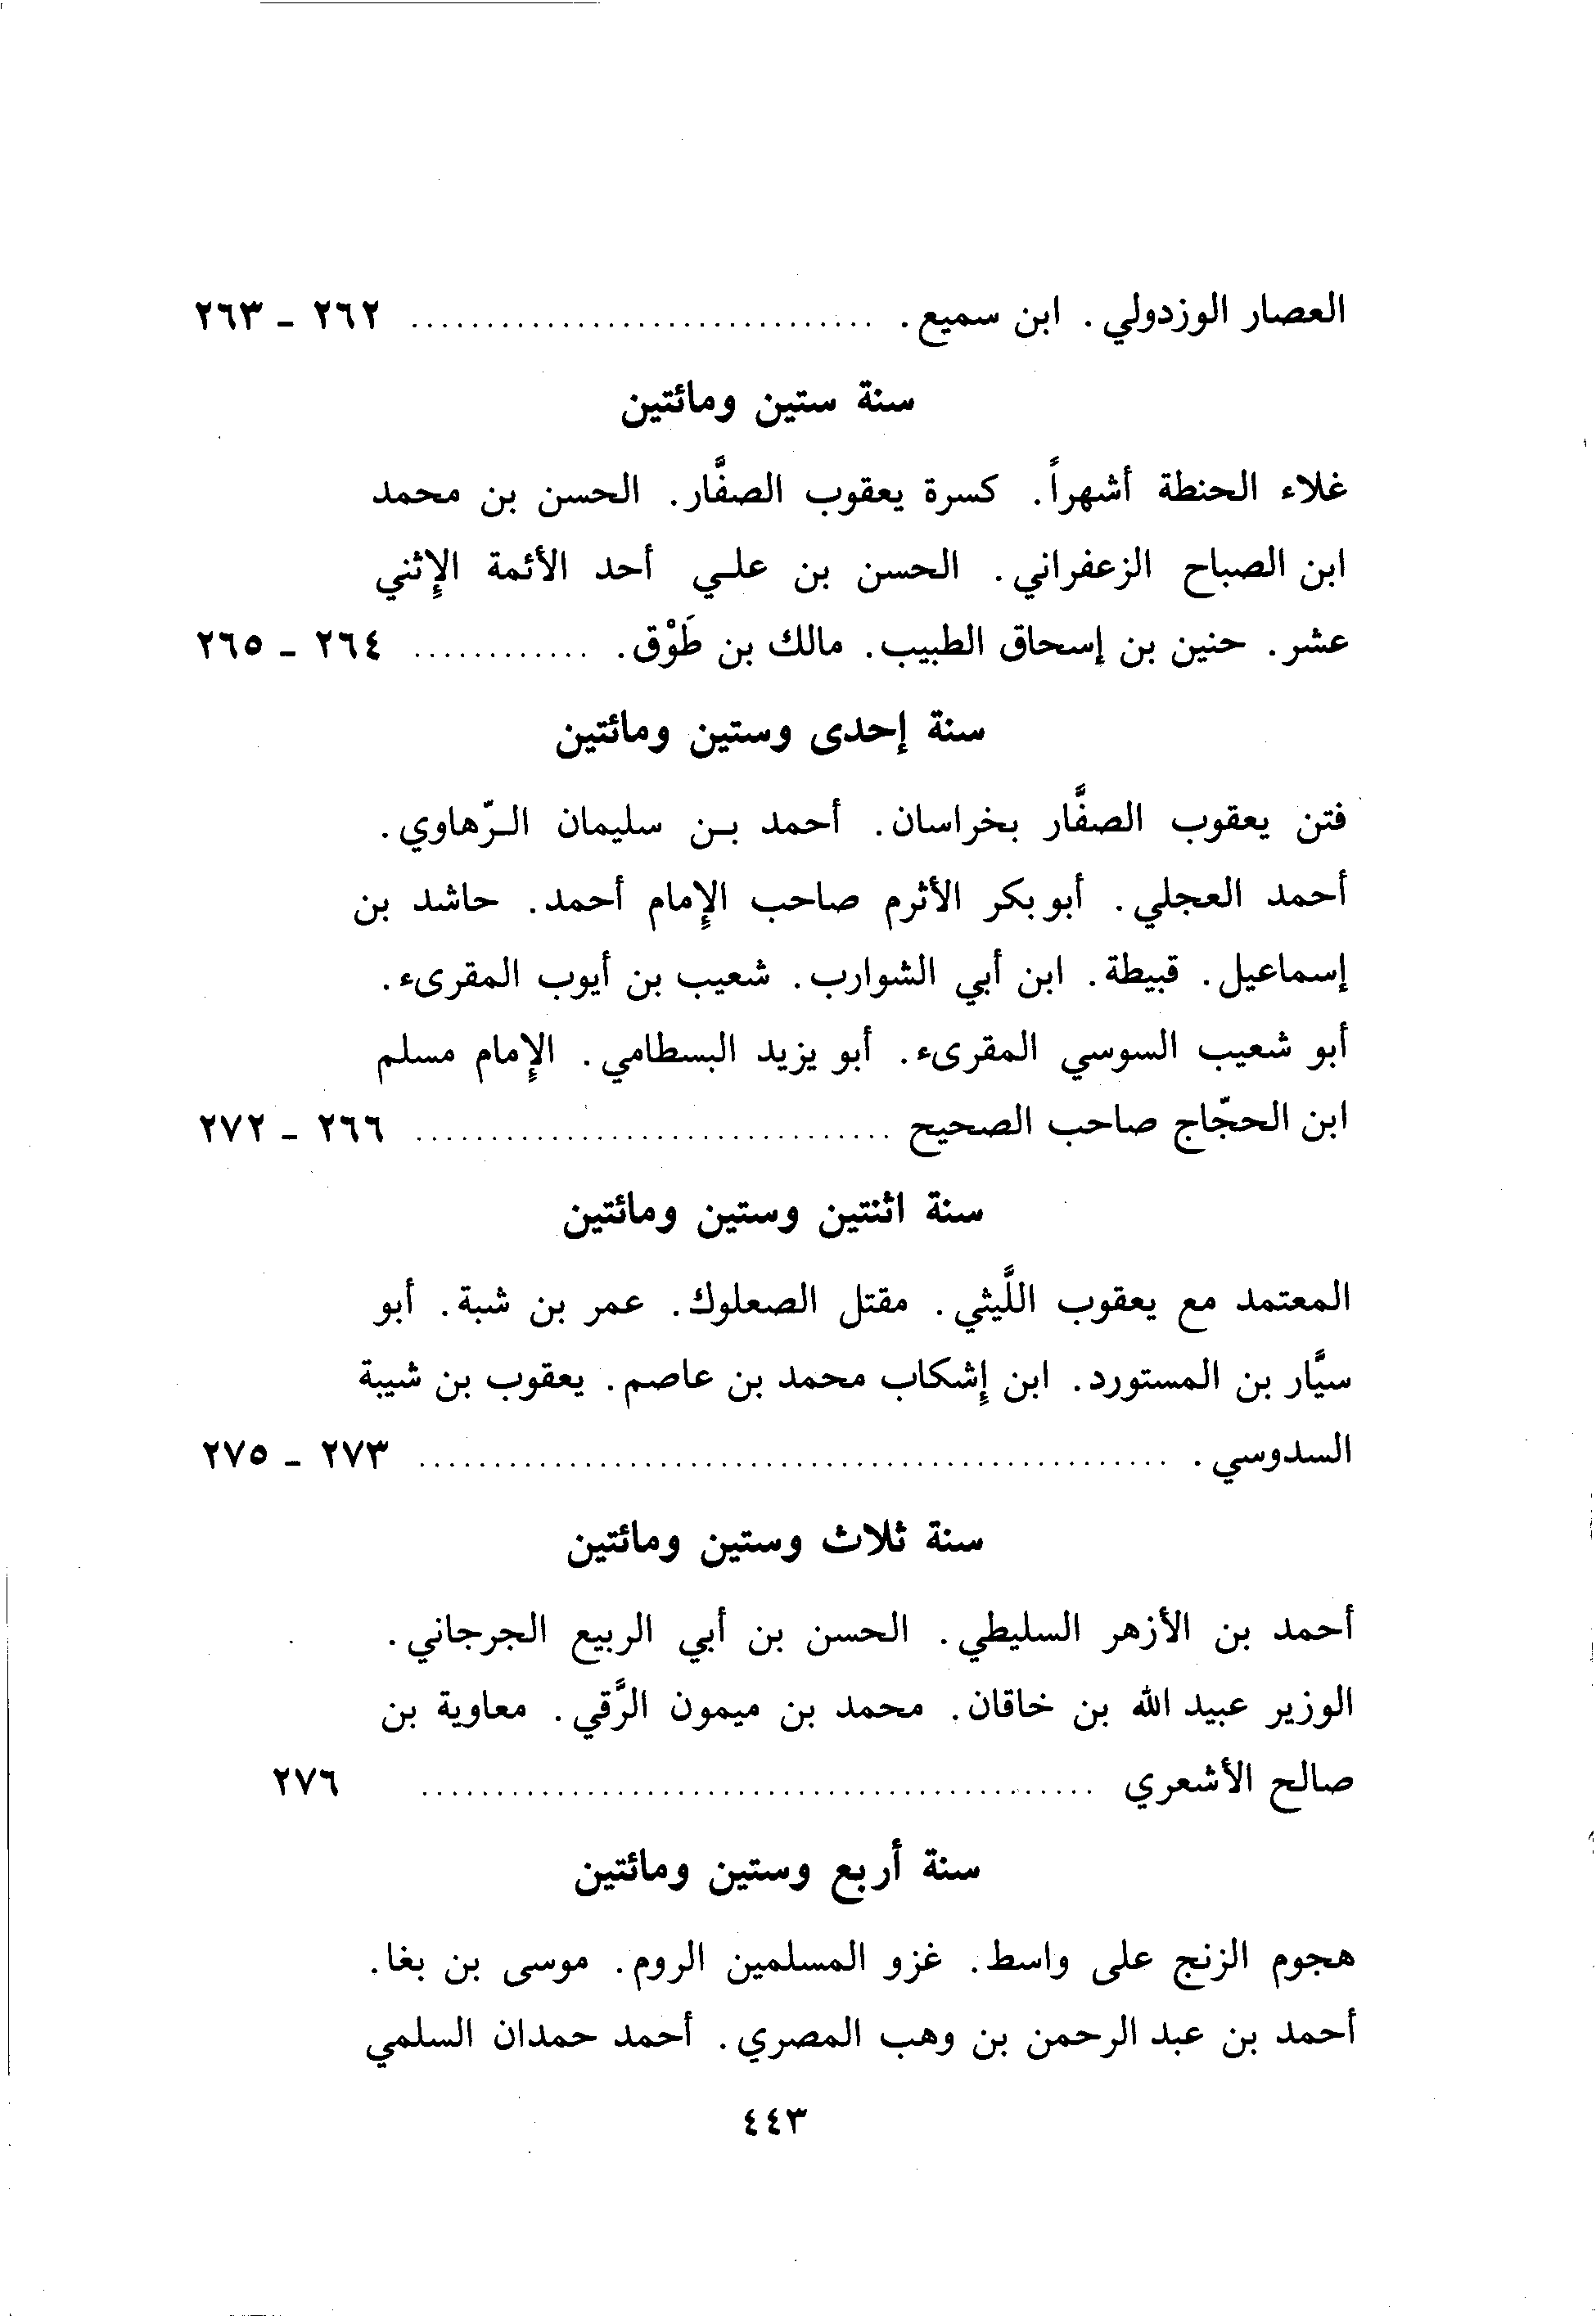 العصار الوزدولي. ابن سميع. ............................... ٢٦٢ - ٢٦٣
سنة ستين ومائتين
غلاء الحنطة أشهراً. كسرة يعقوب الصفَّار. الحسن بن محمد
ابن الصباح الزعفراني. الحسن بن علي أحد الأئمة الإثني
عشر. حنين بن إسحاق الطبيب. مالك بن طَوْق. ............ ٢٦٤ - ٢٦٥
سنة إحدى وستين ومائتين
فتن يعقوب الصفَّار بخراسان. أحمد بن سليمان الرّهاوي.
أحمد العجلي. أبو بكر الأثرم صاحب الإمام أحمد. حاشد بن
إسماعيل. قبيطة. ابن أبي الشوارب. شعيب بن أيوب المقرىء.
أبو شعيب السوسي المقرىء. أبو يزيد البسطامي. الإمام مسلم
ابن الحجّاج صاحب الصحيح ................................ ٢٦٦ - ٢٧٢
سنة اثنتين وستين ومائتين
المعتمد مع يعقوب اللَّيثي. مقتل الصعلوك. عمر بن شبة. أبو
سيَّار بن المستورد. ابن إشكاب محمد بن عاصم. يعقوب بن شيبة
السدوسي. .................................................. ٢٧٣ - ٢٧٥
سنة ثلاث وستين ومائتين
أحمد بن الأزهر السليطي. الحسن بن أبي الربيع الجرجاني.
الوزير عبيد الله بن خاقان. محمد بن ميمون الرَّقي. معاوية بن
صالح الأشعري ............................................. ٢٧٦
سنة أربع وستين ومائتين
هجوم الزنج على واسط. غزو المسلمين الروم. موسى بن بغا.
أحمد بن عبد الرحمن بن وهب المصري. أحمد حمدان السلمي
٤٤٣